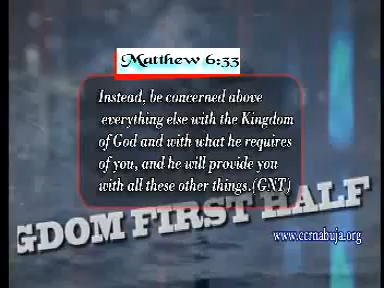 Matthew 6:33
Instead, be concerned above
everything else with the Kingdom
of God and with what he requires
of you, and he will provide you
with all these other things.(GNT)
GDOM FIRST HALF
www.ccrnabuja.org